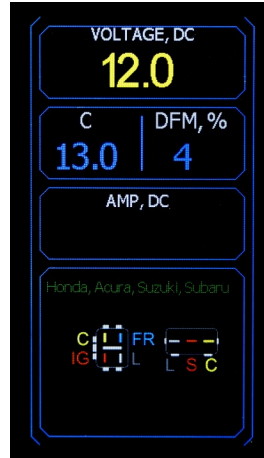 VOLTAGE, DC
12.0
C DFM, %
13.0 4
AMP, DC
Honda, Acura, Suzuki, Subaru
C FR
IG L
L S C